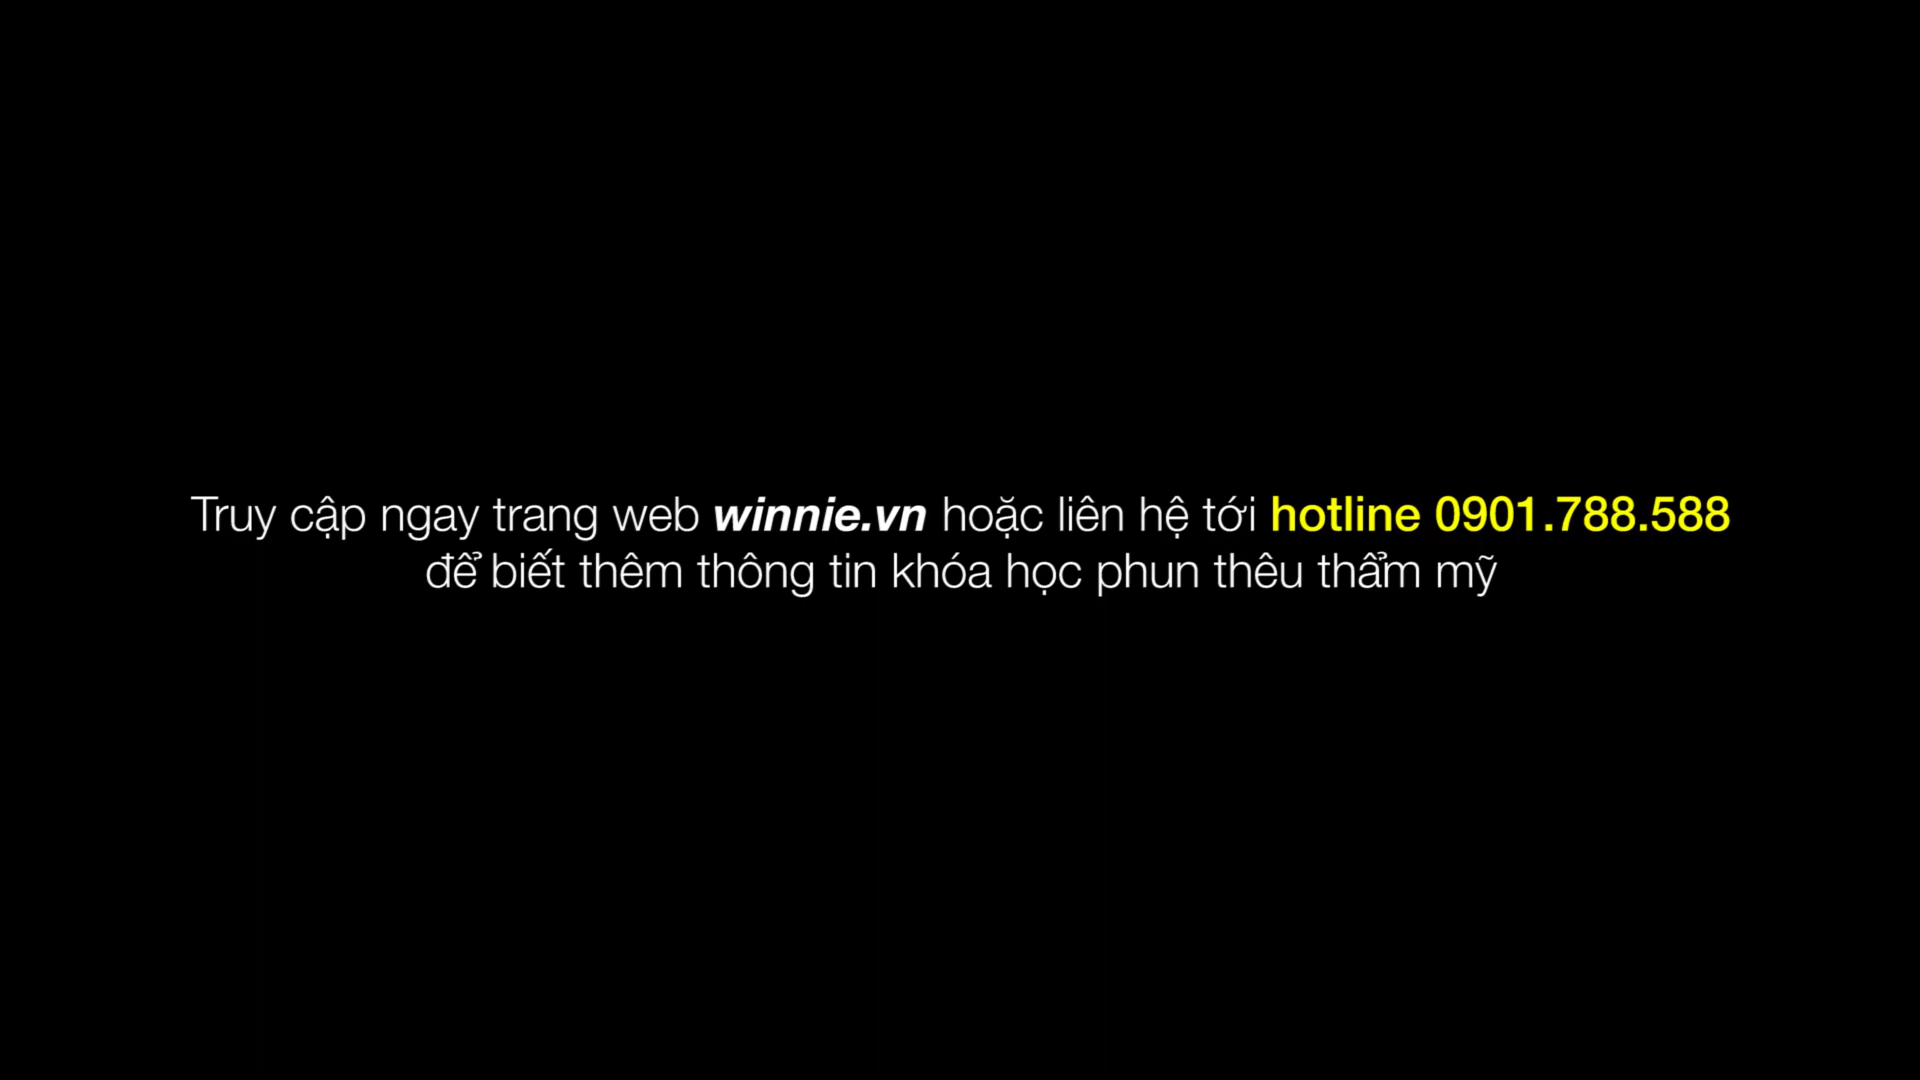 Truy cập ngay trang web winnie.vn hoặc liên hệ tới hotline 0901.788.588
để biết thêm thông tin khóa học phun thêu thẩm mỹ